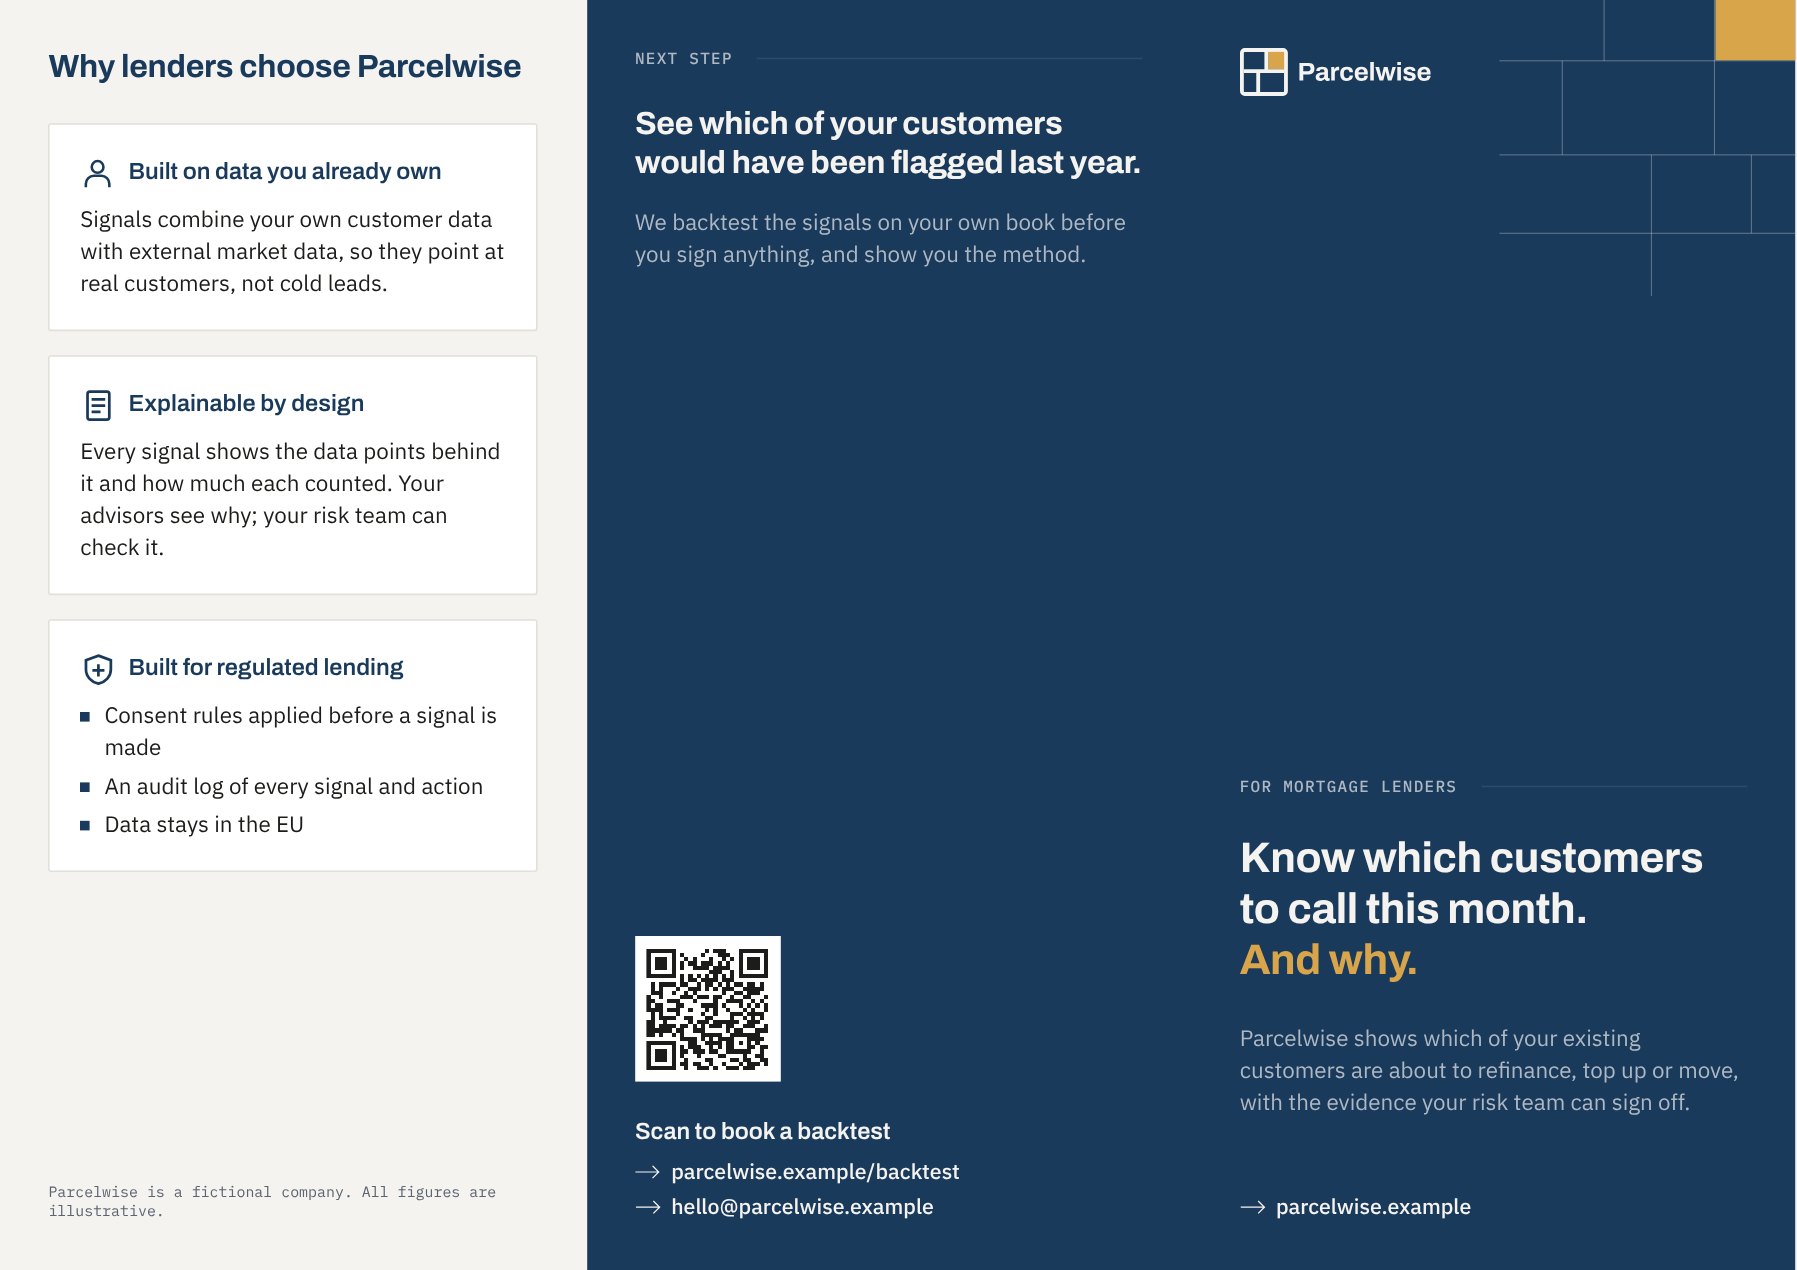 Why lenders choose Parcelwise
Built on data you already own
Signals combine your own customer data
with external market data, so they point at
real customers, not cold leads.
Explainable by design
Every signal shows the data points behind
it and how much each counted. Your
advisors see why; your risk team can
check it.
Built for regulated lending
Consent rules applied before a signal is
made
An audit log of every signal and action
Data stays in the EU
Parcelwise is a fictional company. All figures are
illustrative.
NEXT STEP
See which of your customers
would have been flagged last year.
We backtest the signals on your own book before
you sign anything, and show you the method.
Scan to book a backtest
→ parcelwise.example/backtest
→ hello@parcelwise.example
Parcelwise
FOR MORTGAGE LENDERS
Know which customers
to call this month.
And why.
Parcelwise shows which of your existing
customers are about to refinance, top up or move,
with the evidence your risk team can sign off.
→ parcelwise.example